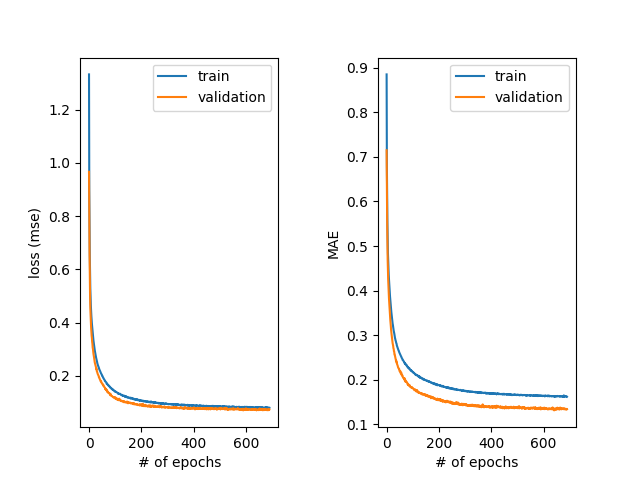 train
validation
1.2
1.0
0.8
0.6
0.4
0.2
loss (mse)
0 200 400 600
# of epochs
train
validation
0.9
0.8
0.7
0.6
0.5
0.4
0.3
0.2
0.1
MAE
0 200 400 600
# of epochs